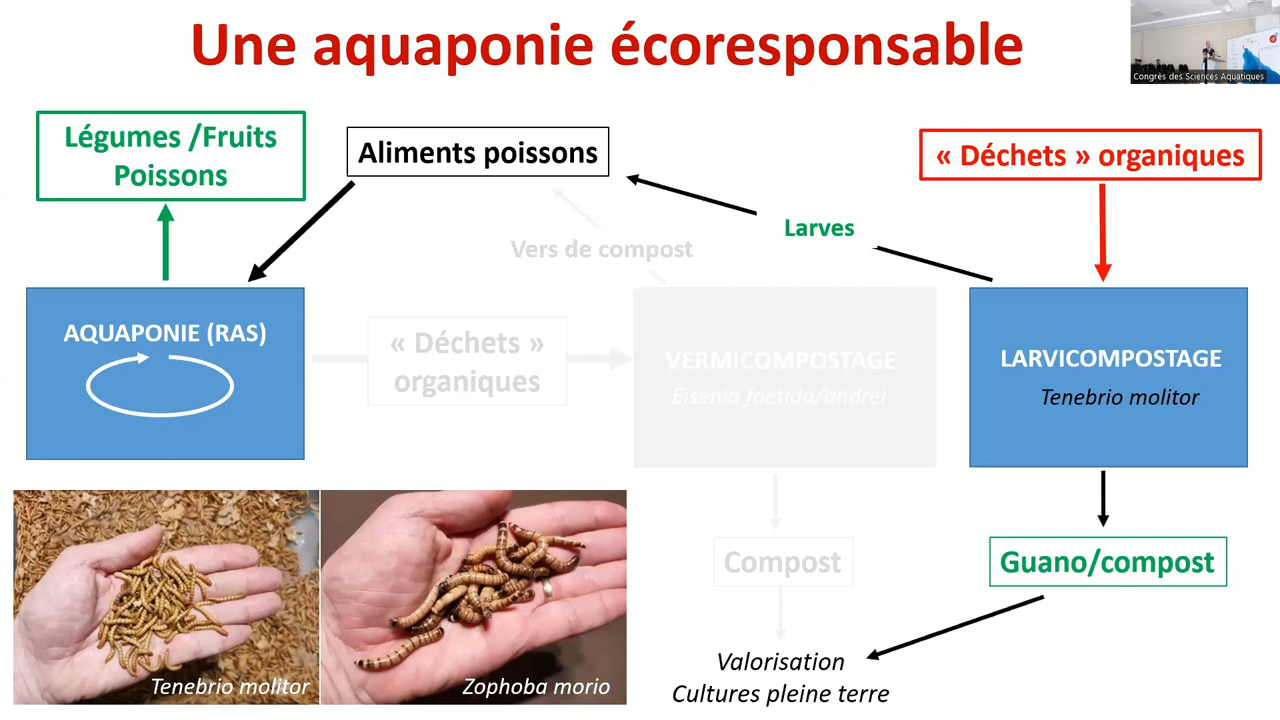 Une aquaponie écoresponsable
Congrès des Sciences Aquatiques
Légumes /Fruits
Poissons
Aliments poissons
« Déchets » organiques
Larves
Vers de compost
AQUAPONIE (RAS)
« Déchets »
organiques
VERMICOMPOSTAGE
Eisenia foetida/andrei
LARVICOMPOSTAGE
Tenebrio molitor
Compost
Guano/compost
Tenebrio molitor
Zophoba morio
Valorisation
Cultures pleine terre